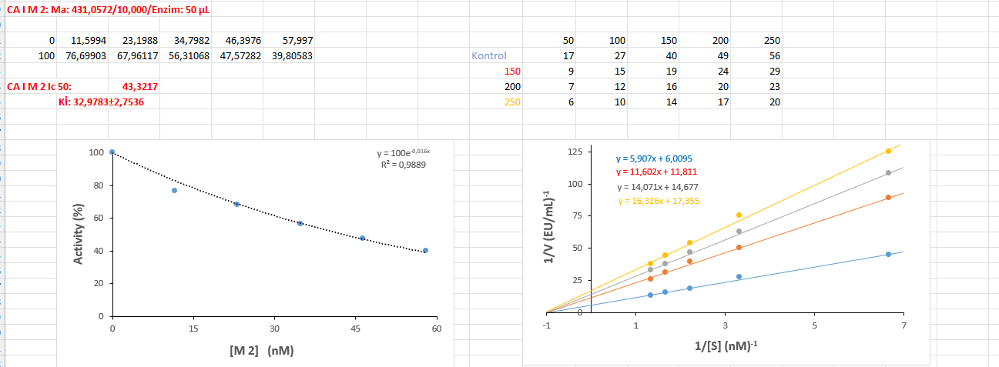 CA I M 2: Ma: 431,0572/10,000/Enzim: 50 µL
0 11,5994 23,1988 34,7982 46,3976 57,997 50 100 150 200 250
100 76,69903 67,96117 56,31068 47,57282 39,80583 Kontrol 17 27 40 49 56
150 9 15 19 24 29
CA I M 2 Ic 50: 43,3217 200 7 12 16 20 23
Kİ: 32,9783±2,7536 250 6 10 14 17 20
y = 100e-0,016x
R² = 0,9889
100
80
60
40
20
0
0 15 30 45 60
Activity (%)
[M 2] (nM)
y = 5,907x + 6,0095
y = 11,602x + 11,811
y = 14,071x + 14,677
y = 16,326x + 17,355
125
100
75
50
25
0
-1 1 3 5 7
1/V (EU/mL)-1
1/[S] (nM)-1